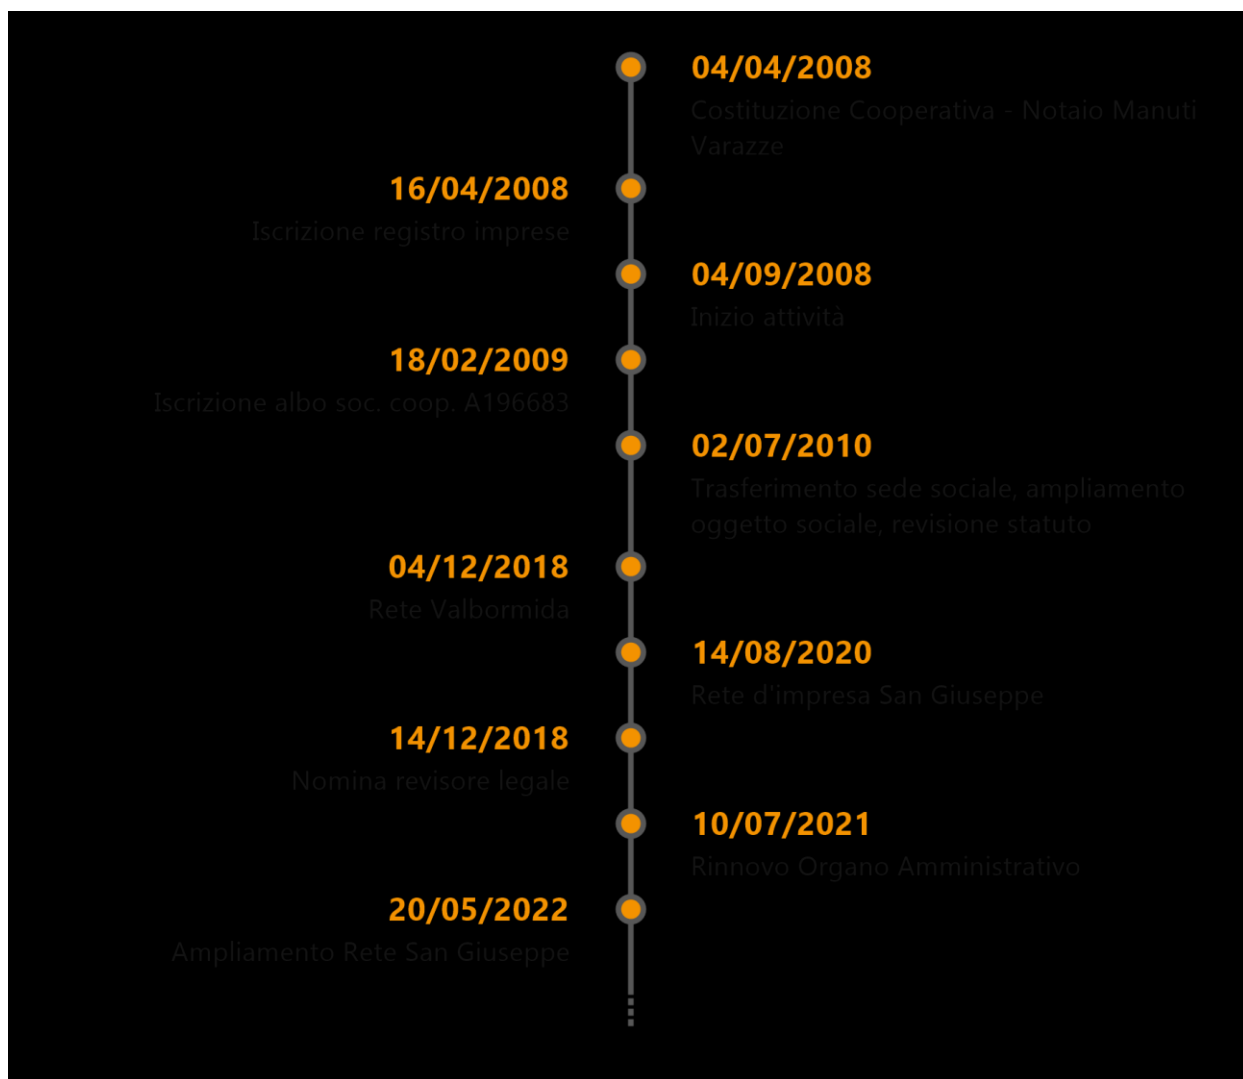 04/04/2008
Costituzione Cooperativa - Notaio Manuti
Varazze
16/04/2008
Iscrizione registro imprese
04/09/2008
Inizio attività
18/02/2009
Iscrizione albo soc. coop. A196683
02/07/2010
Trasferimento sede sociale, ampliamento
oggetto sociale, revisione statuto
04/12/2018
Rete Valbormida
14/08/2020
Rete d'impresa San Giuseppe
14/12/2018
Nomina revisore legale
10/07/2021
Rinnovo Organo Amministrativo
20/05/2022
Ampliamento Rete San Giuseppe